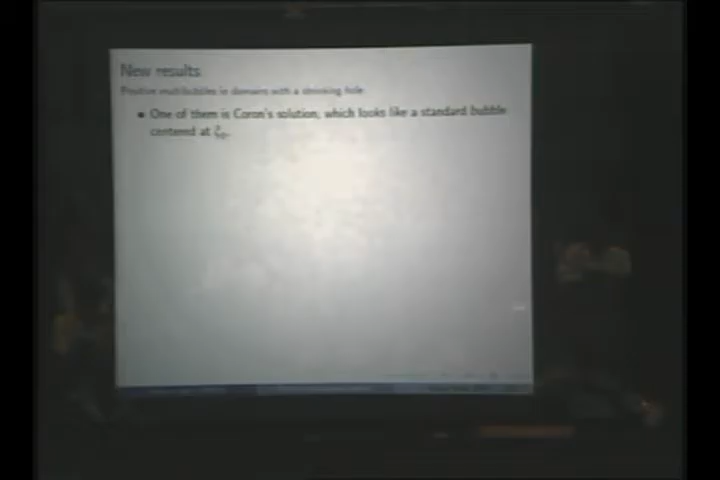 New results
Positive multibubbles in domains with a shrinking hole
● One of them is Coron's solution, which looks like a standard bubble
centered at ξ₀.